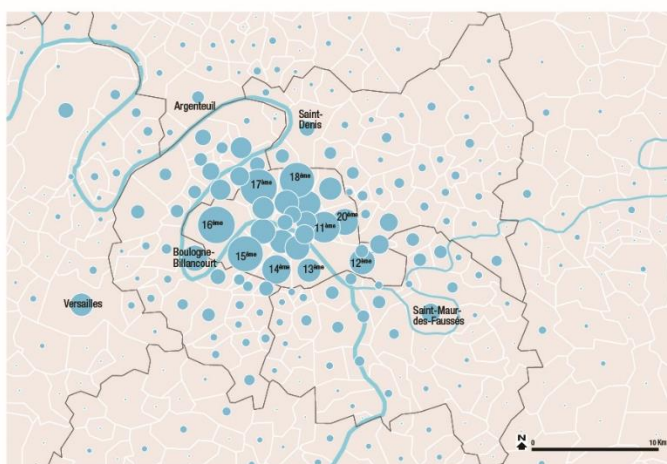 Argenteuil
Saint-
Denis
17ème
18ème
16ème
11ème
20ème
Boulogne-
Billancourt
15ème
14ème
13ème
12ème
Versailles
Saint-Maur-
des-Faussés
N
0
10 Km